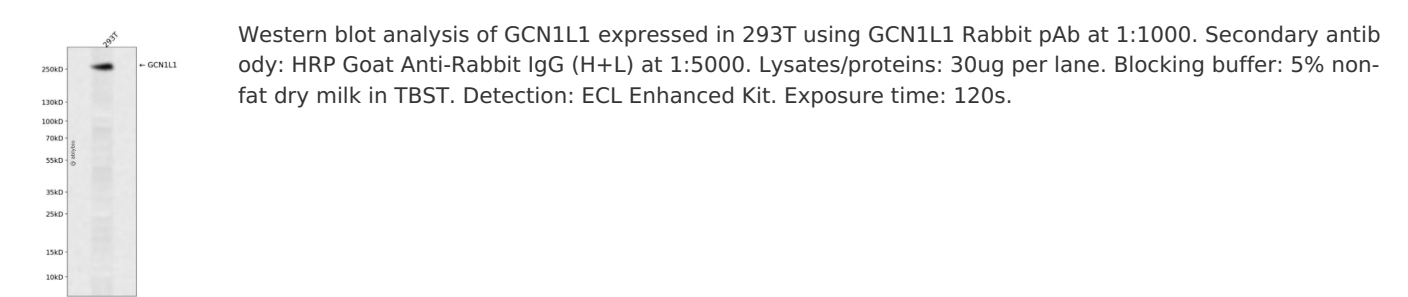 293T
250kD
← GCN1L1
130kD
100kD
70kD
55kD
35kD
25kD
15kD
10kD
Western blot analysis of GCN1L1 expressed in 293T using GCN1L1 Rabbit pAb at 1:1000. Secondary antib
ody: HRP Goat Anti-Rabbit IgG (H+L) at 1:5000. Lysates/proteins: 30ug per lane. Blocking buffer: 5% non-
fat dry milk in TBST. Detection: ECL Enhanced Kit. Exposure time: 120s.